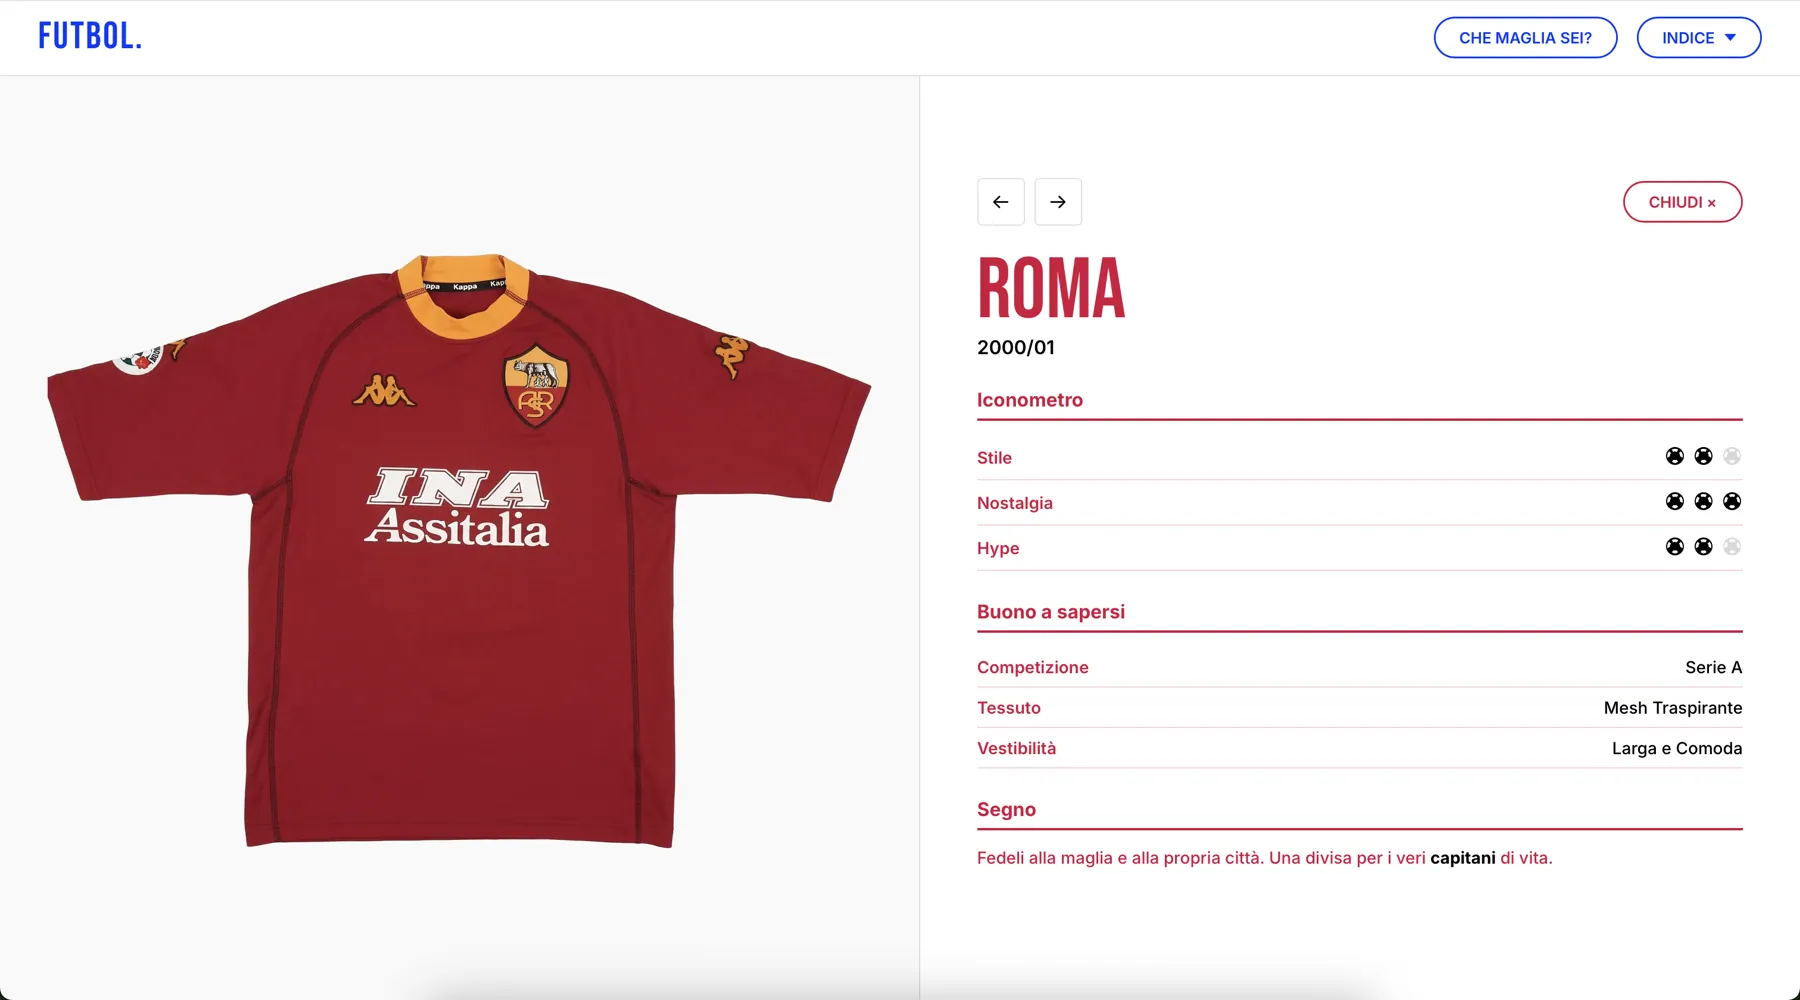 FUTBOL.
CHE MAGLIA SEI?
INDICE
CHIUDI ×
ROMA
2000/01
Iconometro
Stile
Nostalgia
Hype
Buono a sapersi
Competizione Serie A
Tessuto Mesh Traspirante
Vestibilità Larga e Comoda
Segno
Fedeli alla maglia e alla propria città. Una divisa per i veri capitani di vita.
Kappa
ASR
INA
Assitalia